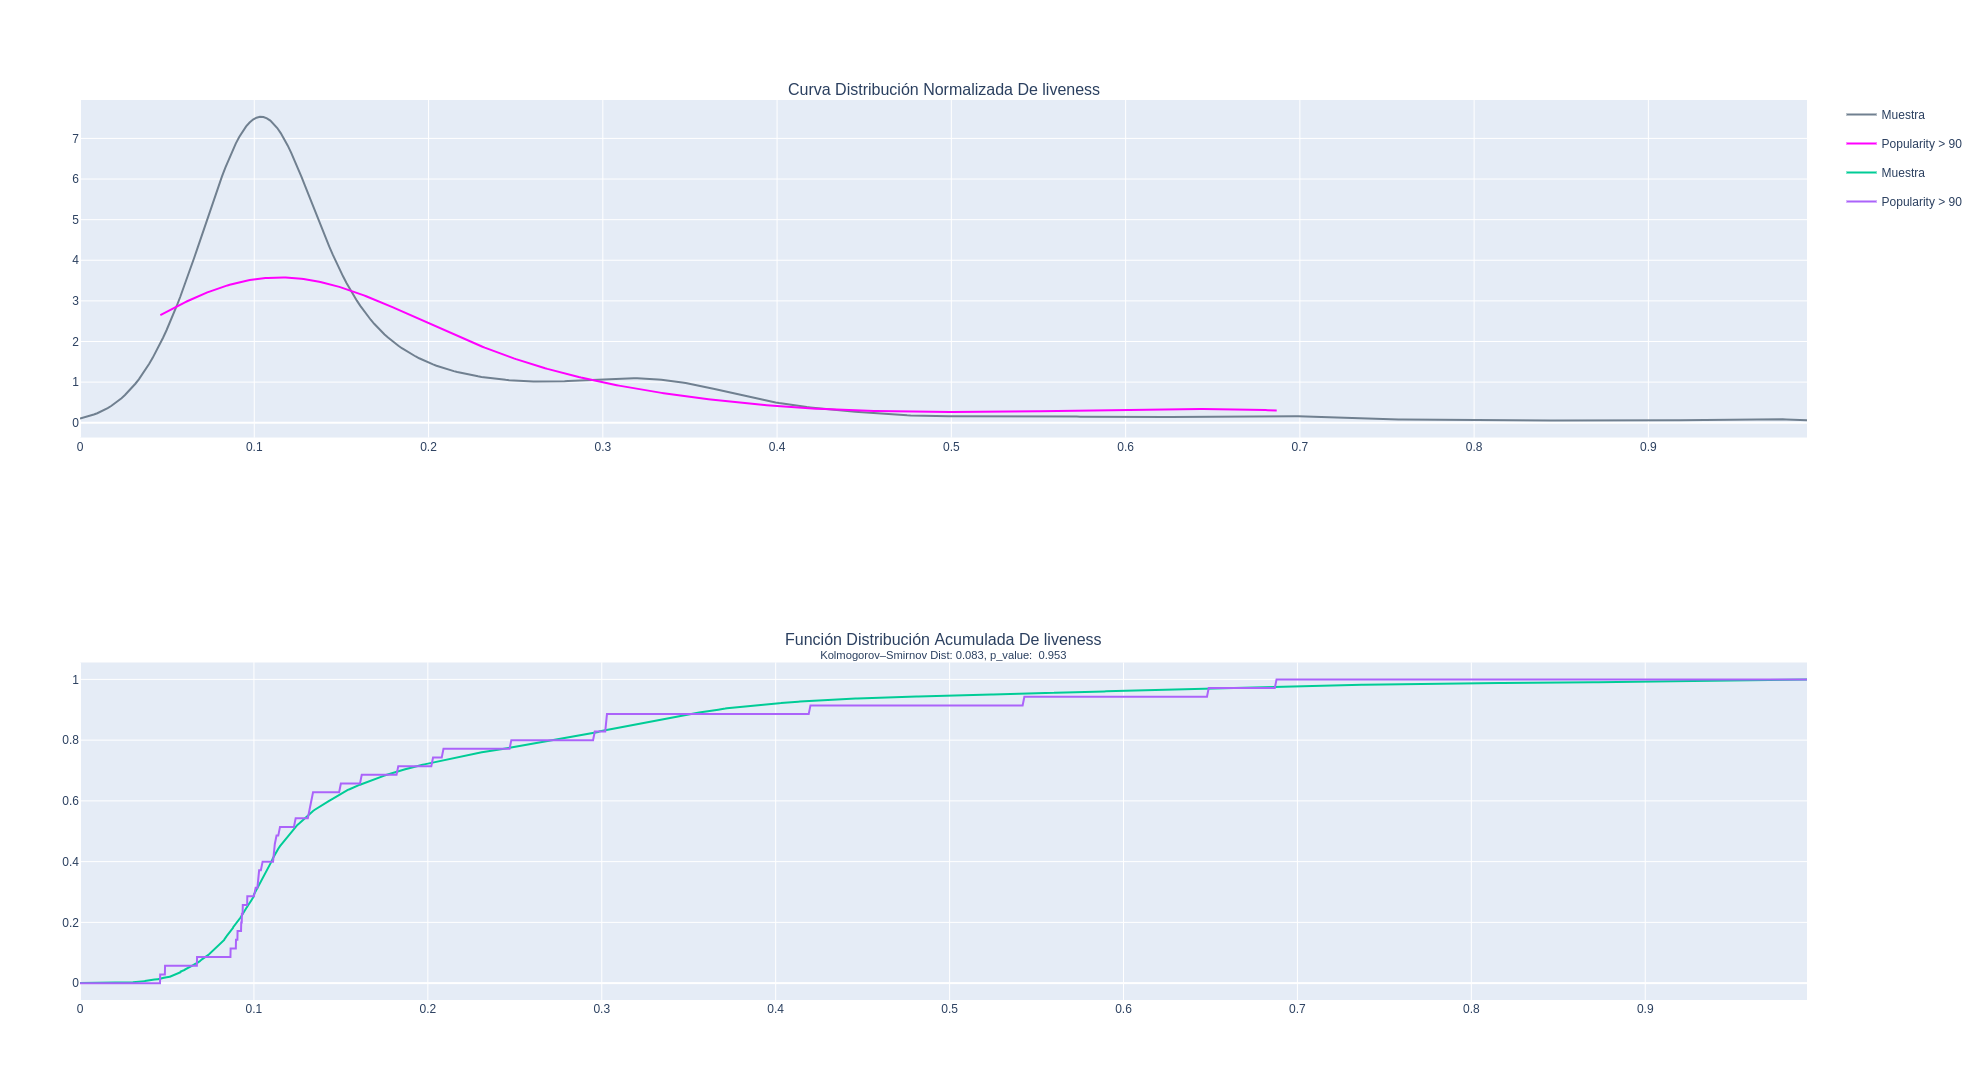 Curva Distribución Normalizada De liveness
7
6
5
4
3
2
1
0
0 0.1 0.2 0.3 0.4 0.5 0.6 0.7 0.8 0.9
Muestra
Popularity > 90
Muestra
Popularity > 90
Función Distribución Acumulada De liveness
Kolmogorov–Smirnov Dist: 0.083, p_value: 0.953
1
0.8
0.6
0.4
0.2
0
0 0.1 0.2 0.3 0.4 0.5 0.6 0.7 0.8 0.9